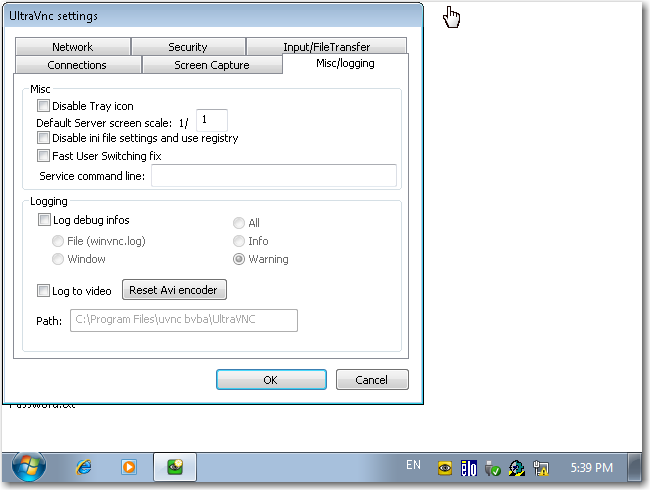 UltraVnc settings
Network Security Input/FileTransfer
Connections Screen Capture Misc/logging
Misc
Disable Tray icon
Default Server screen scale: 1/ 1
Disable ini file settings and use registry
Fast User Switching fix
Service command line:
Logging
Log debug infos All
File (winvnc.log) Info
Window Warning
Log to video Reset Avi encoder
Path: C:\Program Files\uvnc bvba\UltraVNC
OK Cancel
EN 5:39 PM